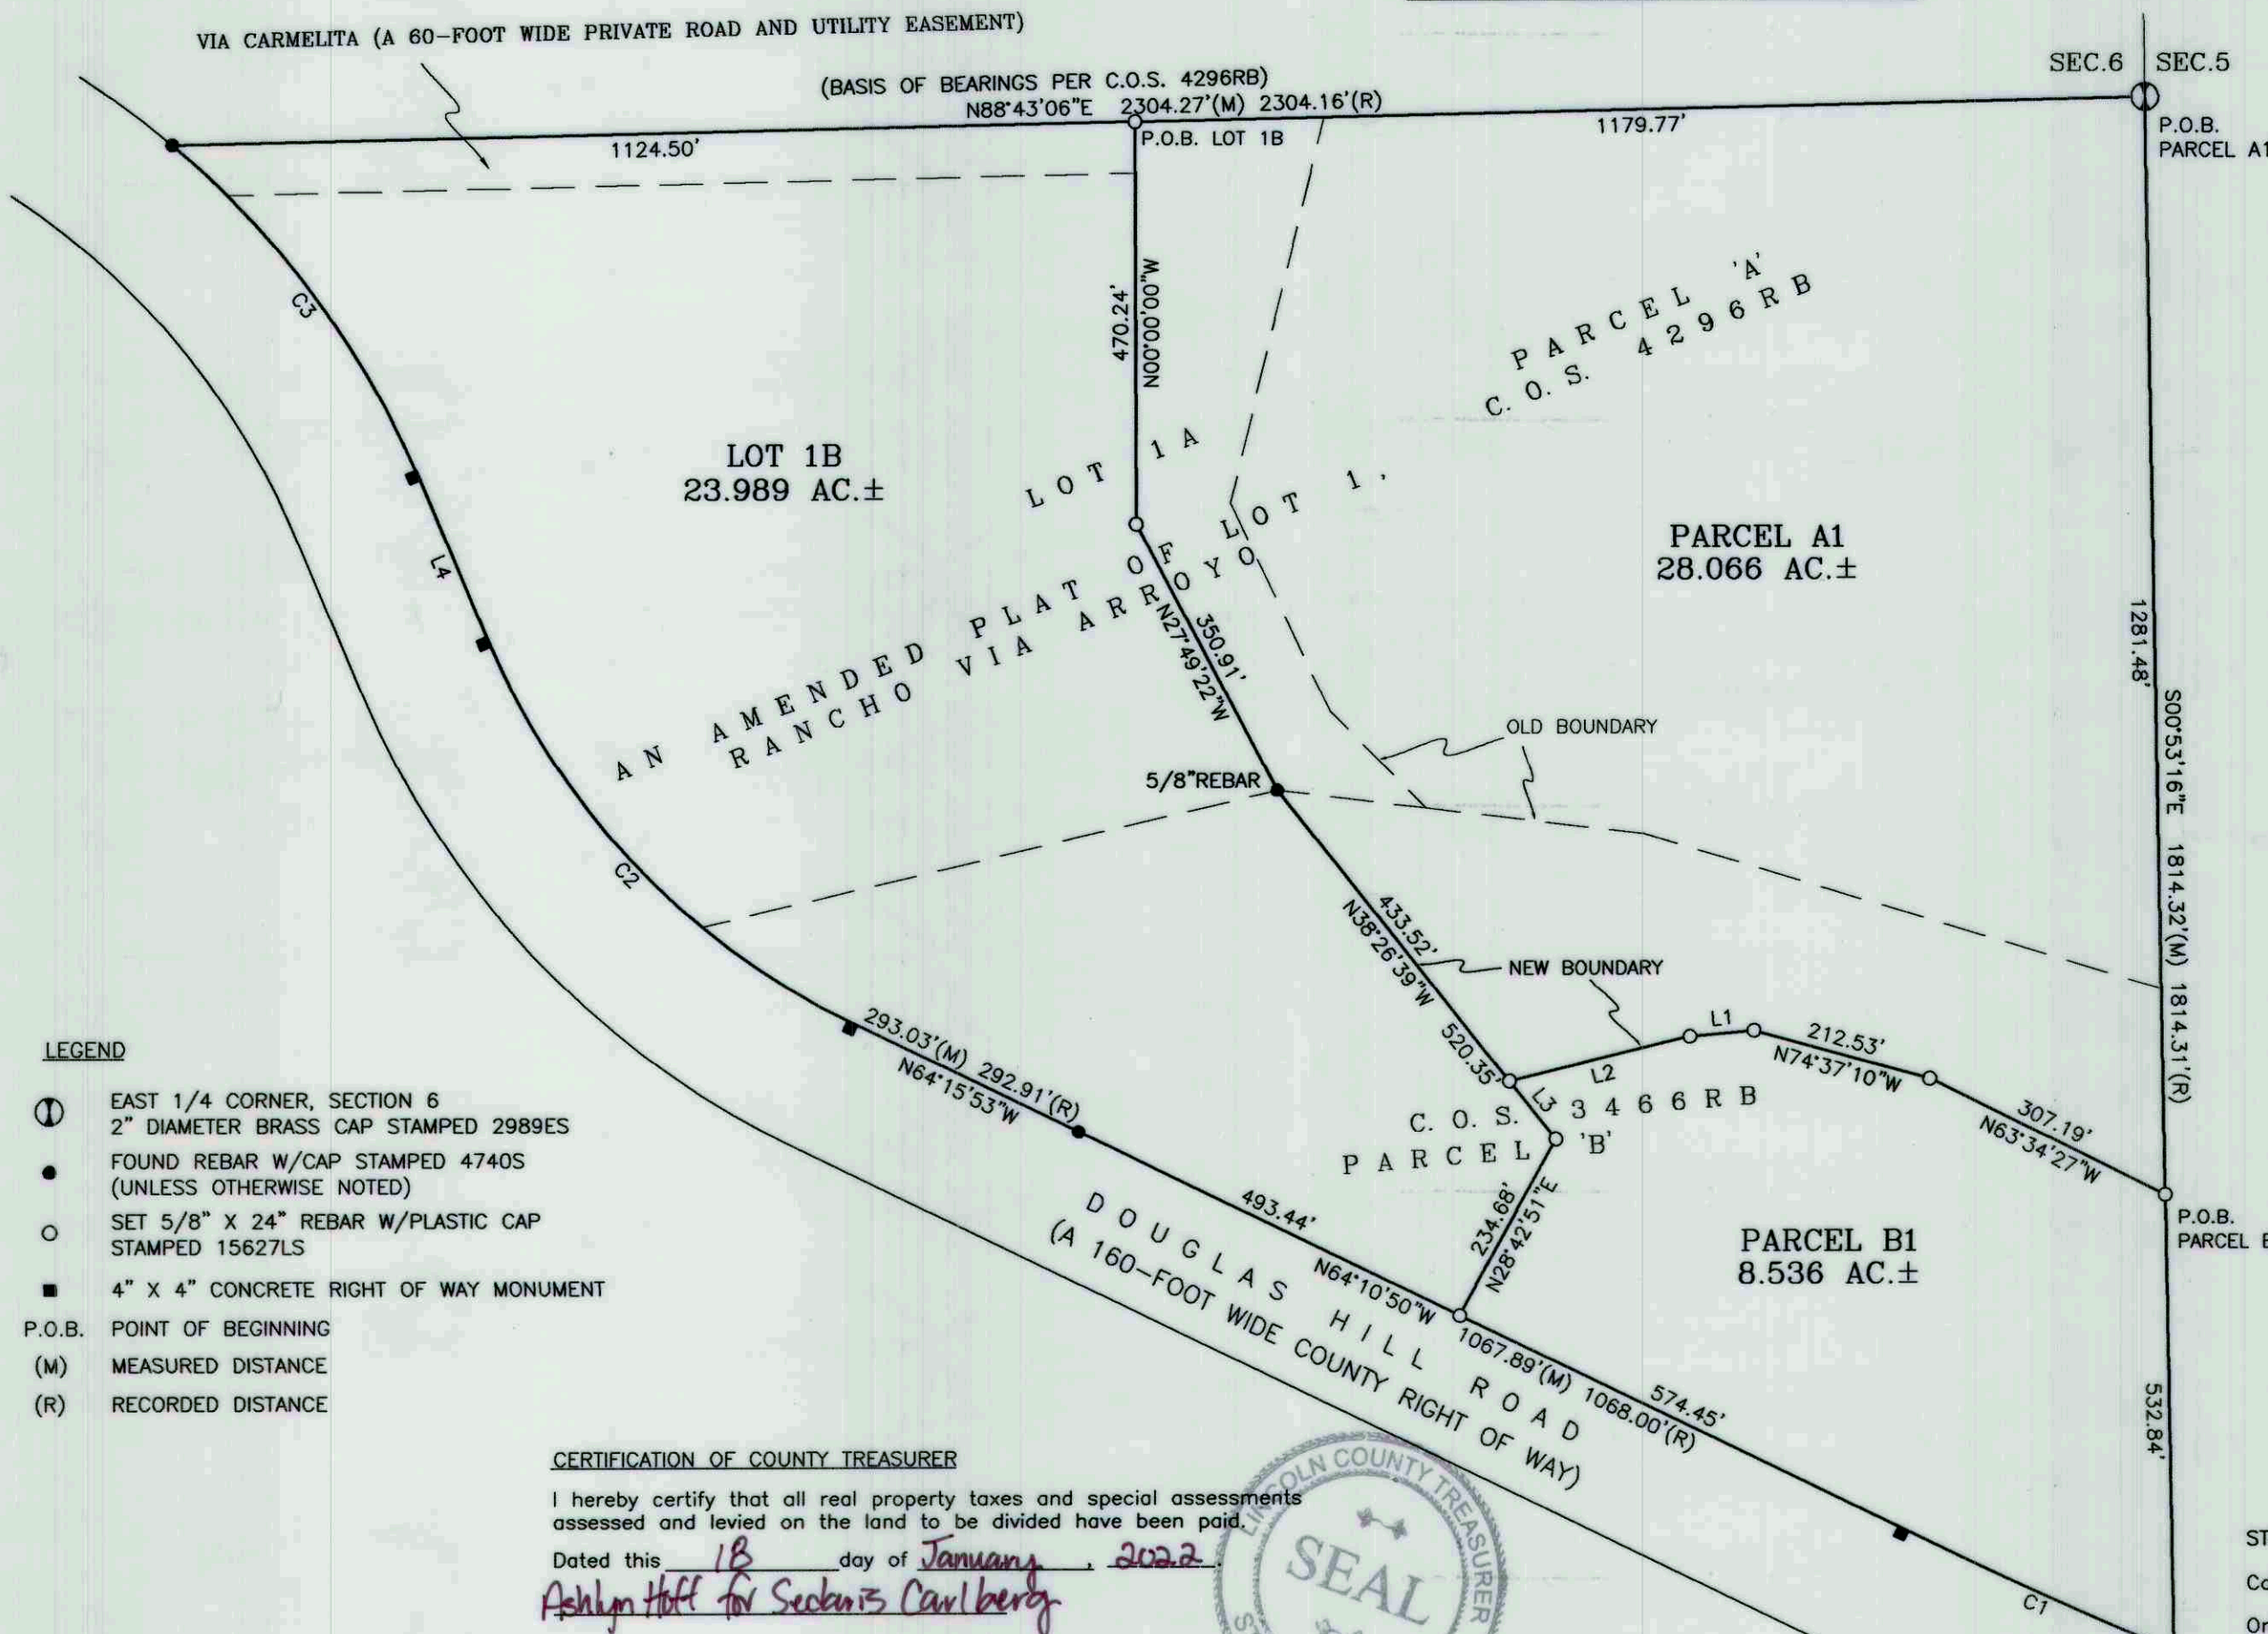 VIA CARMELITA (A 60-FOOT WIDE PRIVATE ROAD AND UTILITY EASEMENT)
(BASIS OF BEARINGS PER C.O.S. 4296RB)
N88°43'06"E 2304.27'(M) 2304.16'(R)
SEC.6 SEC.5
1124.50'
P.O.B. LOT 1B
1179.77'
P.O.B.
PARCEL A1
C3
470.24'
N00°00'00"W
PARCEL 'A'
C.O.S. 4296RB
LOT 1B
23.989 AC.±
LOT 1A
AN AMENDED PLAT OF LOT 1,
RANCHO VIA ARROYO
L4
350.91'
N27°49'22"W
PARCEL A1
28.066 AC.±
1281.48'
S00°53'16"E 1814.32'(M) 1814.31'(R)
OLD BOUNDARY
5/8"REBAR
C2
433.52'
N38°26'39"W 520.35'
NEW BOUNDARY
L1
L2
L3
212.53'
N74°37'10"W
307.19'
N63°34'27"W
293.03'(M) 292.91'(R)
N64°15'53"W
C.O.S. 3466RB
PARCEL 'B'
493.44'
N64°10'50"W 1067.89'(M) 1068.00'(R)
234.68'
N28°42'51"E
574.45'
PARCEL B1
8.536 AC.±
P.O.B.
PARCEL
532.84'
C1
DOUGLAS HILL ROAD
(A 160-FOOT WIDE COUNTY RIGHT OF WAY)
LEGEND
EAST 1/4 CORNER, SECTION 6
2" DIAMETER BRASS CAP STAMPED 2989ES
FOUND REBAR W/CAP STAMPED 4740S
(UNLESS OTHERWISE NOTED)
SET 5/8" X 24" REBAR W/PLASTIC CAP
STAMPED 15627LS
4" X 4" CONCRETE RIGHT OF WAY MONUMENT
P.O.B. POINT OF BEGINNING
(M) MEASURED DISTANCE
(R) RECORDED DISTANCE
CERTIFICATION OF COUNTY TREASURER
I hereby certify that all real property taxes and special assessments
assessed and levied on the land to be divided have been paid.
Dated this 18 day of January, 2022.
Ashlyn Hoff for Sedaris Carlberg
LINCOLN COUNTY TREASURER
SEAL